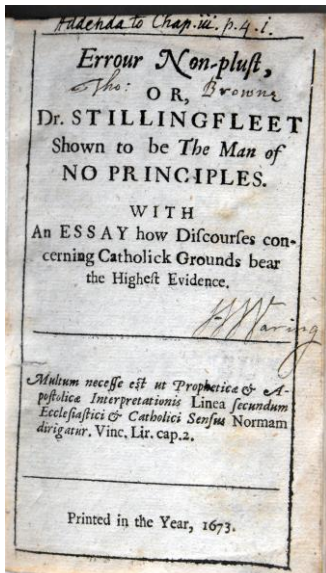 Addenda to Chap. iii. p. 4. i.
Errour Non-plust,
Tho: Browne
OR,
Dr. STILLINGFLEET
Shown to be The Man of
NO PRINCIPLES.
WITH
An ESSAY how Discourses con-
cerning Catholick Grounds bear
the Highest Evidence.
Waring
Multum necesse est ut Propheticæ & A-
postolicæ Interpretationis Linea secundum
Ecclesiastici & Catholici Sensus Normam
dirigatur. Vinc. Lir. cap. 2.
Printed in the Year, 1673.